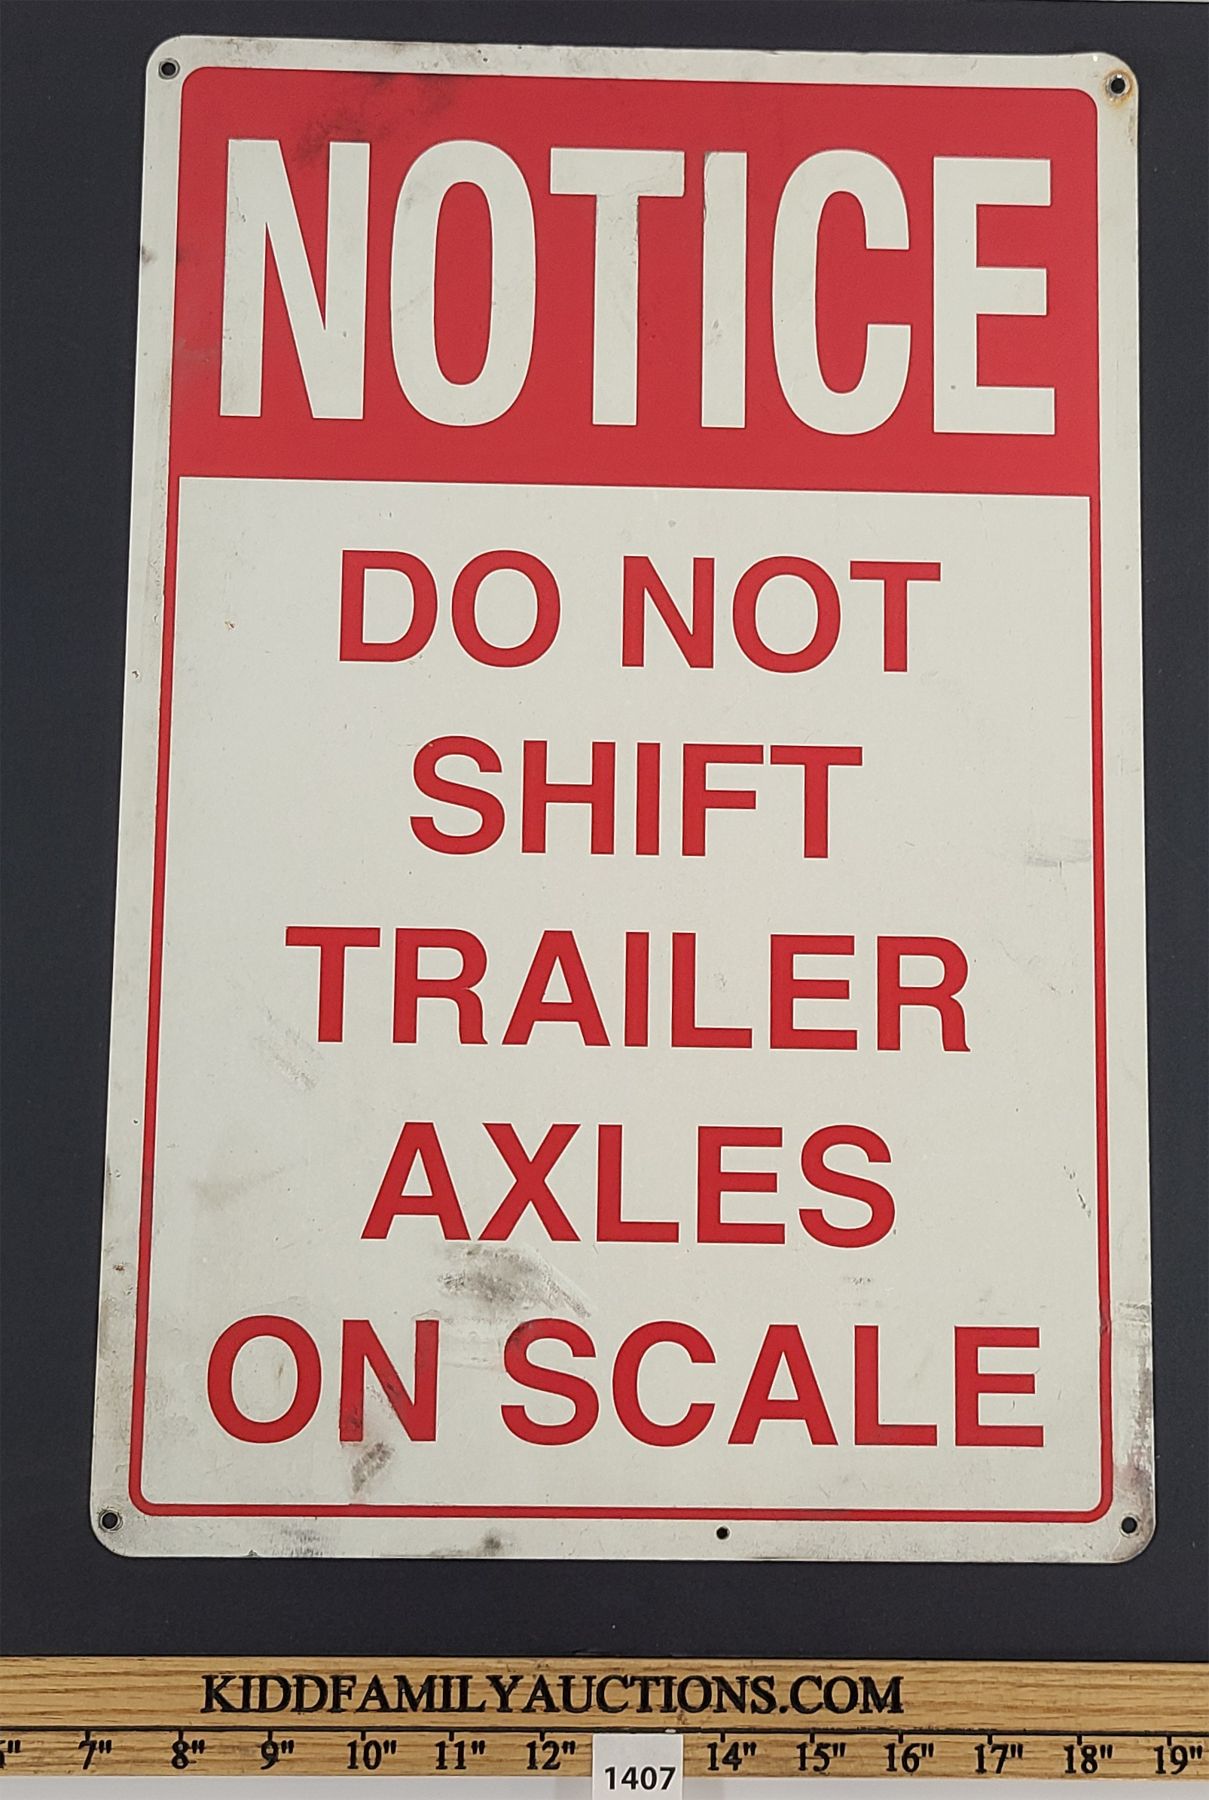 NOTICE
DO NOT
SHIFT
TRAILER
AXLES
ON SCALE
KIDDFAMILYAUCTIONS.COM
7" 8" 9" 10" 11" 12" 14" 15" 16" 17" 18" 19"
1407